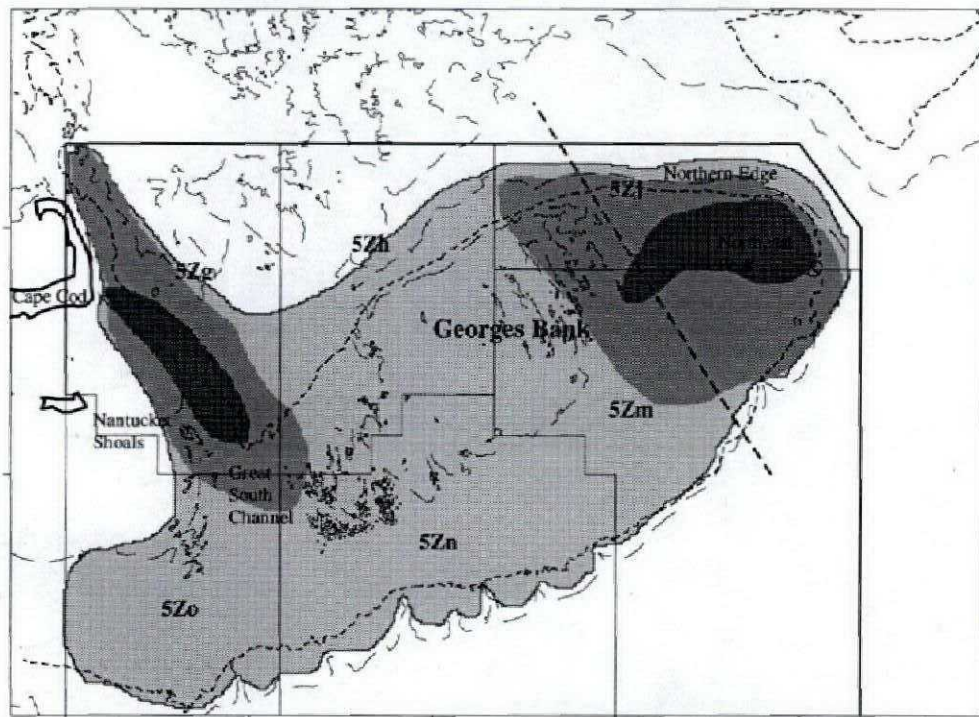 Northern Edge
5Zj
5Zh
5Zg
Cape Cod
Georges Bank
5Zm
Nantucket
Shoals
Great
South
Channel
5Zn
5Zo